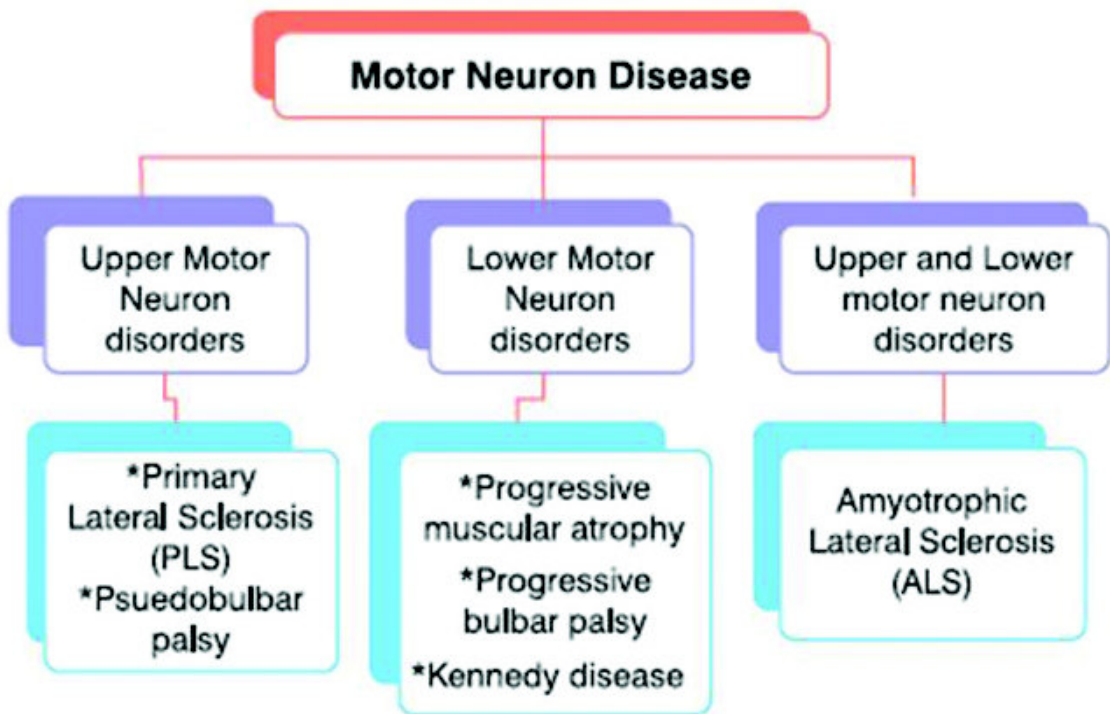 Motor Neuron Disease
Upper Motor
Neuron
disorders
Lower Motor
Neuron
disorders
Upper and Lower
motor neuron
disorders
*Primary
Lateral Sclerosis
(PLS)
*Psuedobulbar
palsy
*Progressive
muscular atrophy
*Progressive
bulbar palsy
*Kennedy disease
Amyotrophic
Lateral Sclerosis
(ALS)